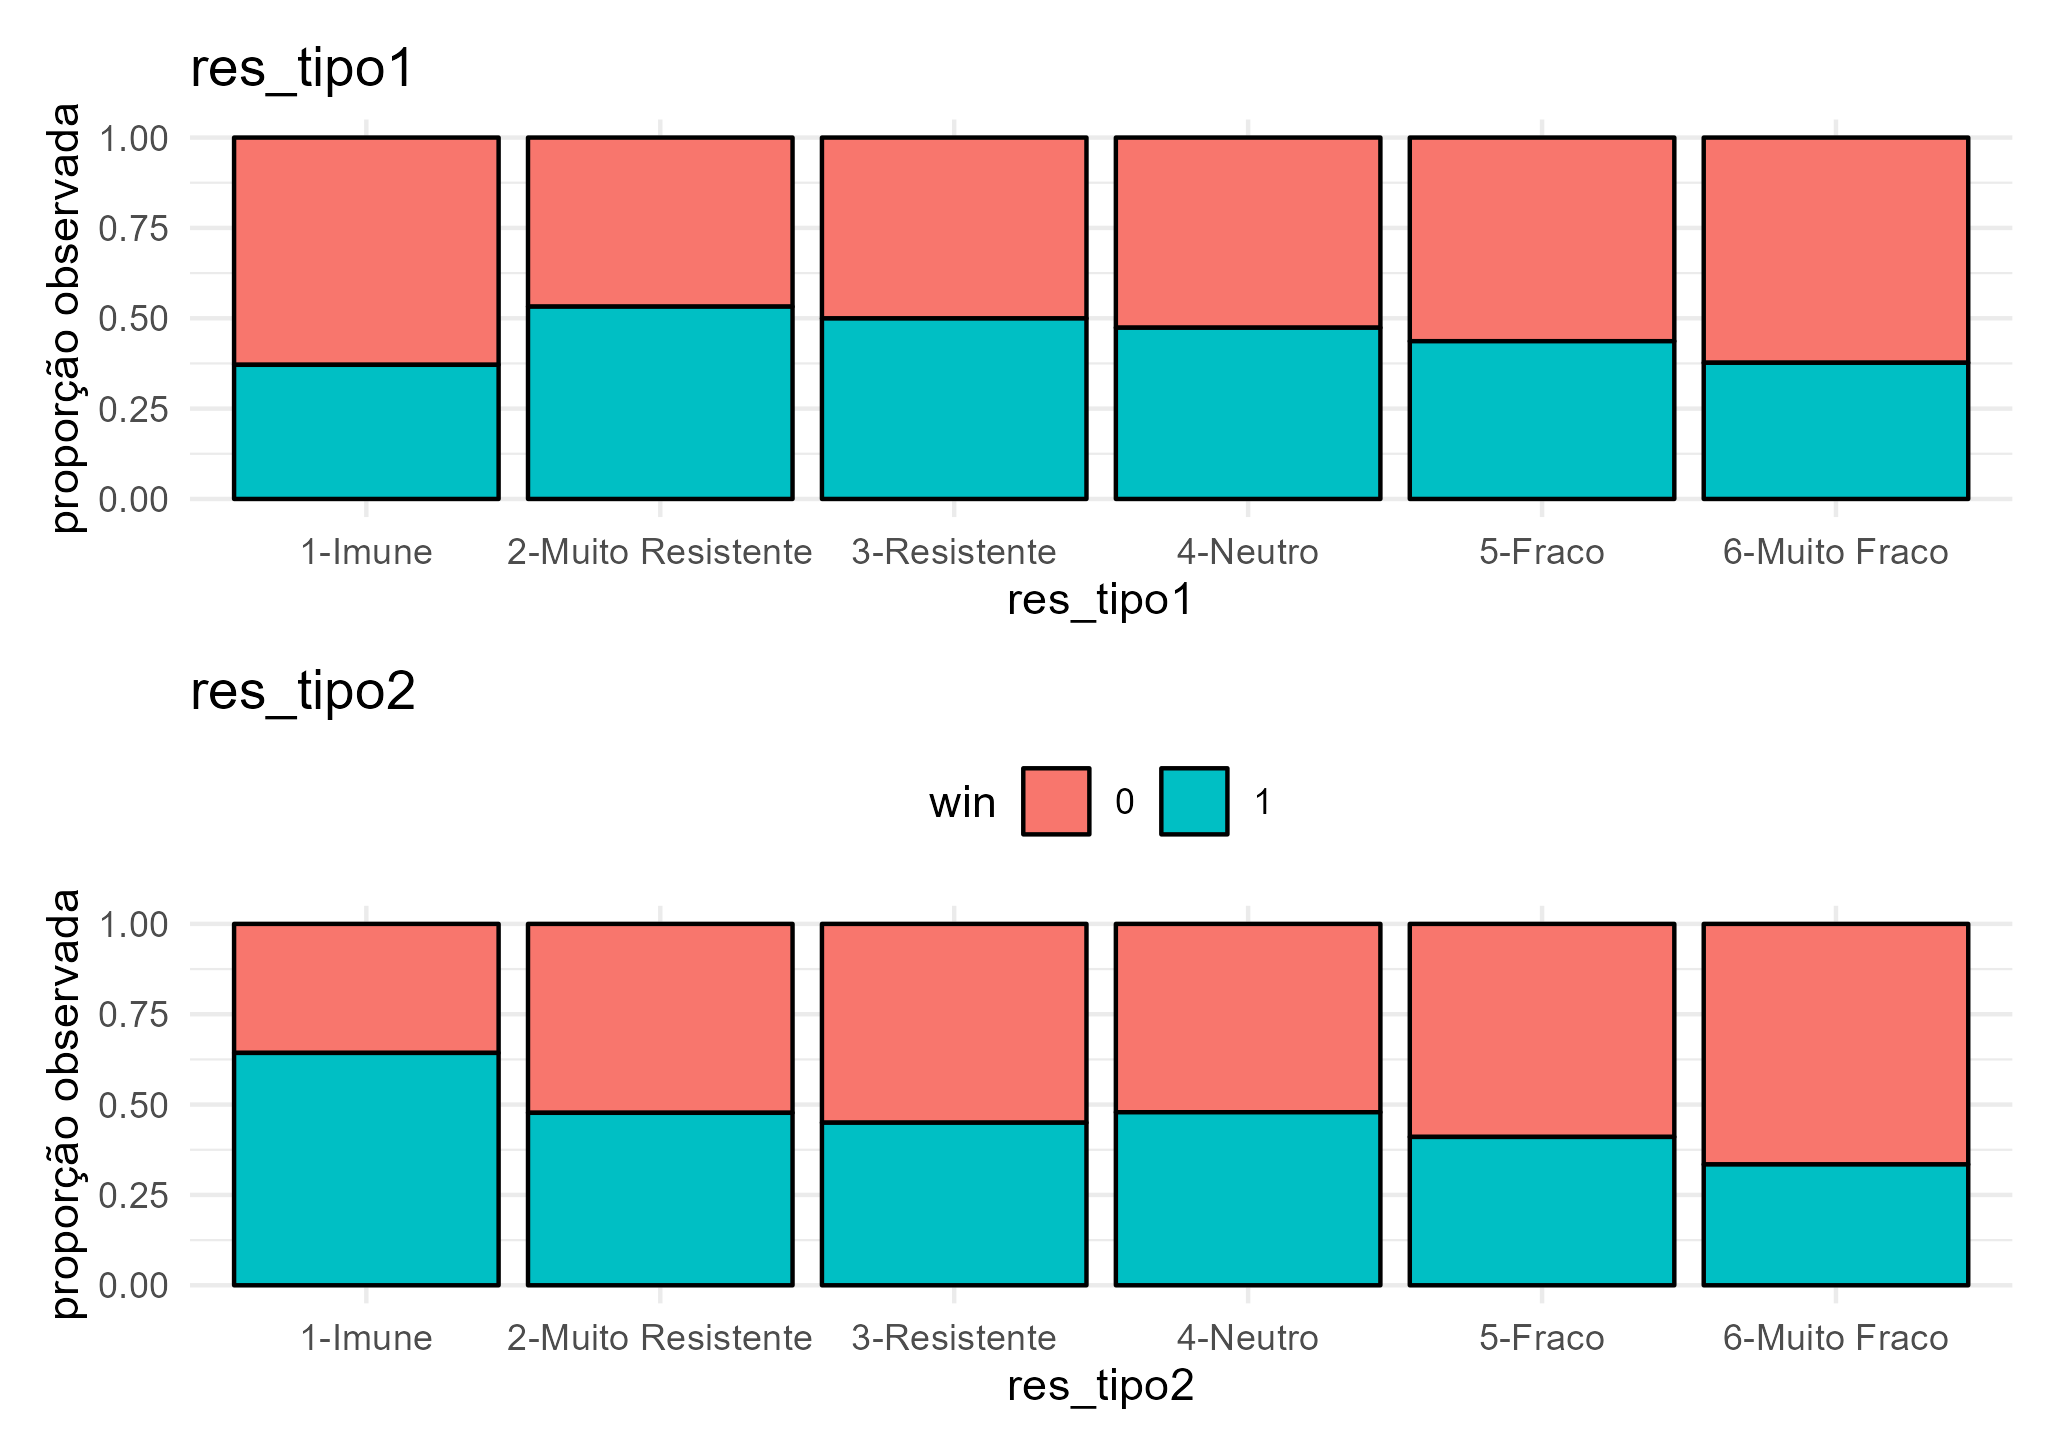 res_tipo1
proporção observada
1.00
0.75
0.50
0.25
0.00
1-Imune 2-Muito Resistente 3-Resistente 4-Neutro 5-Fraco 6-Muito Fraco
res_tipo1
res_tipo2
win 0 1
proporção observada
1.00
0.75
0.50
0.25
0.00
1-Imune 2-Muito Resistente 3-Resistente 4-Neutro 5-Fraco 6-Muito Fraco
res_tipo2